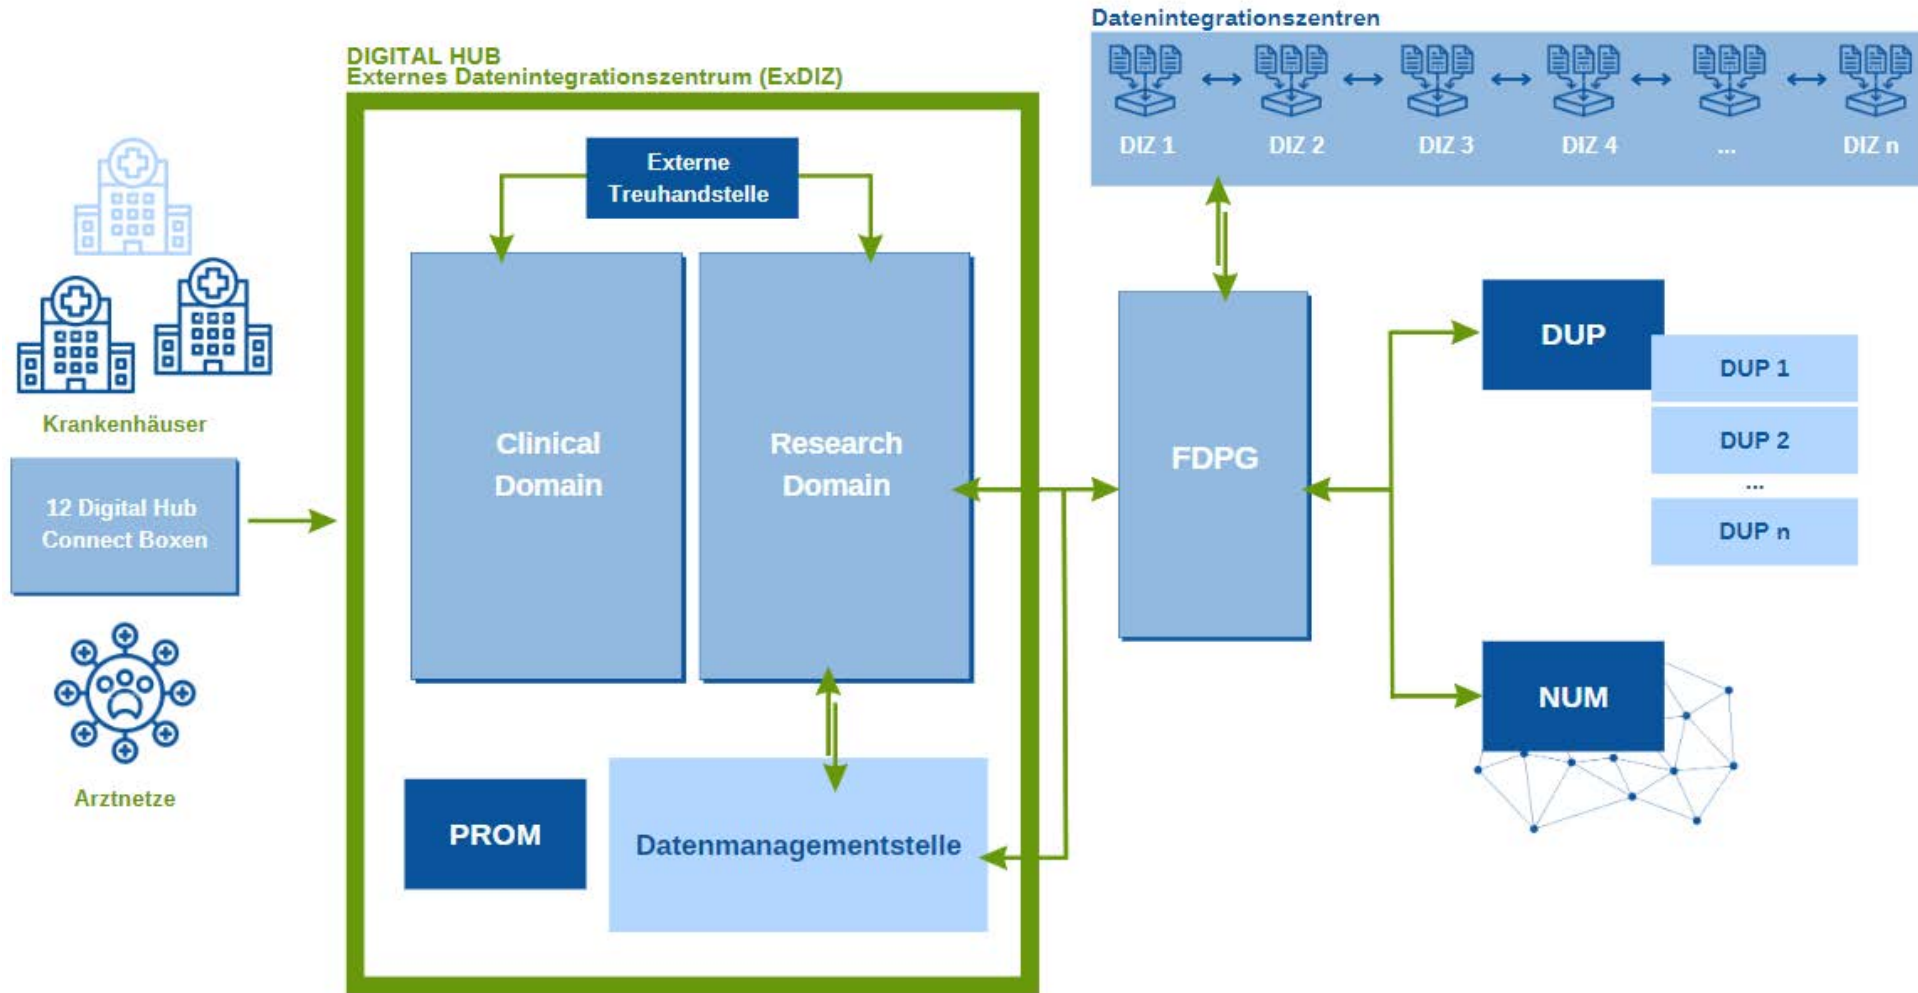 Datenintegrationszentren
DIZ 1
DIZ 2
DIZ 3
DIZ 4
...
DIZ n
DIGITAL HUB
Externes Datenintegrationszentrum (ExDIZ)
Externe
Treuhandstelle
Krankenhäuser
12 Digital Hub
Connect Boxen
Arztnetze
Clinical
Domain
Research
Domain
PROM
Datenmanagementstelle
FDPG
DUP
DUP 1
DUP 2
...
DUP n
NUM